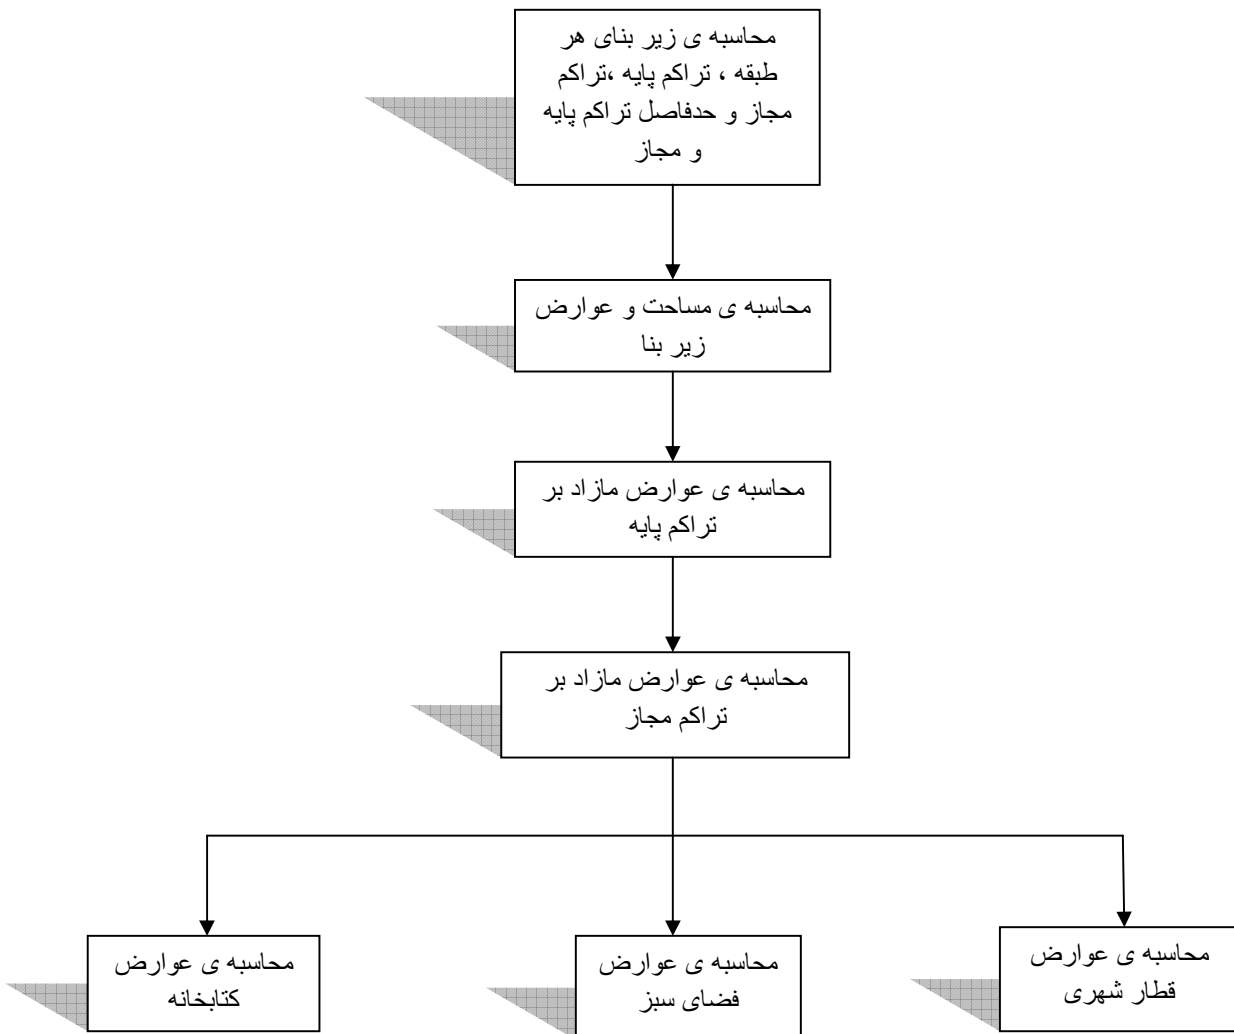 محاسبه ی زیر بنای هر
طبقه ، تراکم پایه ،تراکم
مجاز و حدفاصل تراکم پایه
و مجاز
محاسبه ی مساحت و عوارض
زیر بنا
محاسبه ی عوارض مازاد بر
تراکم پایه
محاسبه ی عوارض مازاد بر
تراکم مجاز
محاسبه ی عوارض
قطار شهری
محاسبه ی عوارض
فضای سبز
محاسبه ی عوارض
کتابخانه